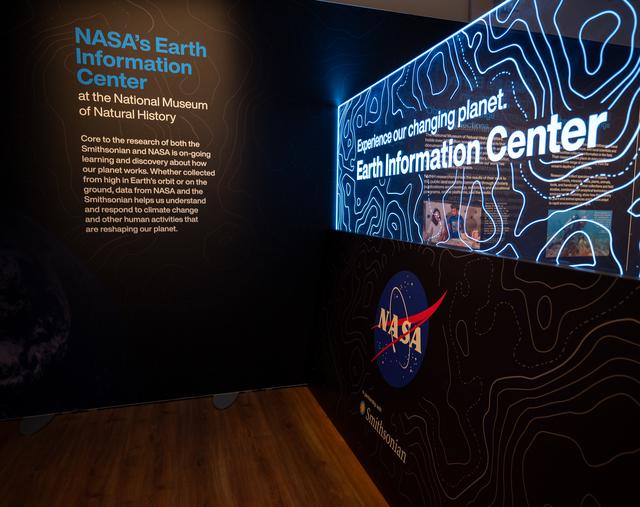 NASA's Earth
Information
Center
at the National Museum
of Natural History
Core to the research of both the
Smithsonian and NASA is on-going
learning and discovery about how
our planet works. Whether collected
from high in Earth's orbit or on the
ground, data from NASA and the
Smithsonian helps us understand
and respond to climate change
and other human activities that
are reshaping our planet.
Experience our changing planet.
Earth Information Center
NASA
Smithsonian